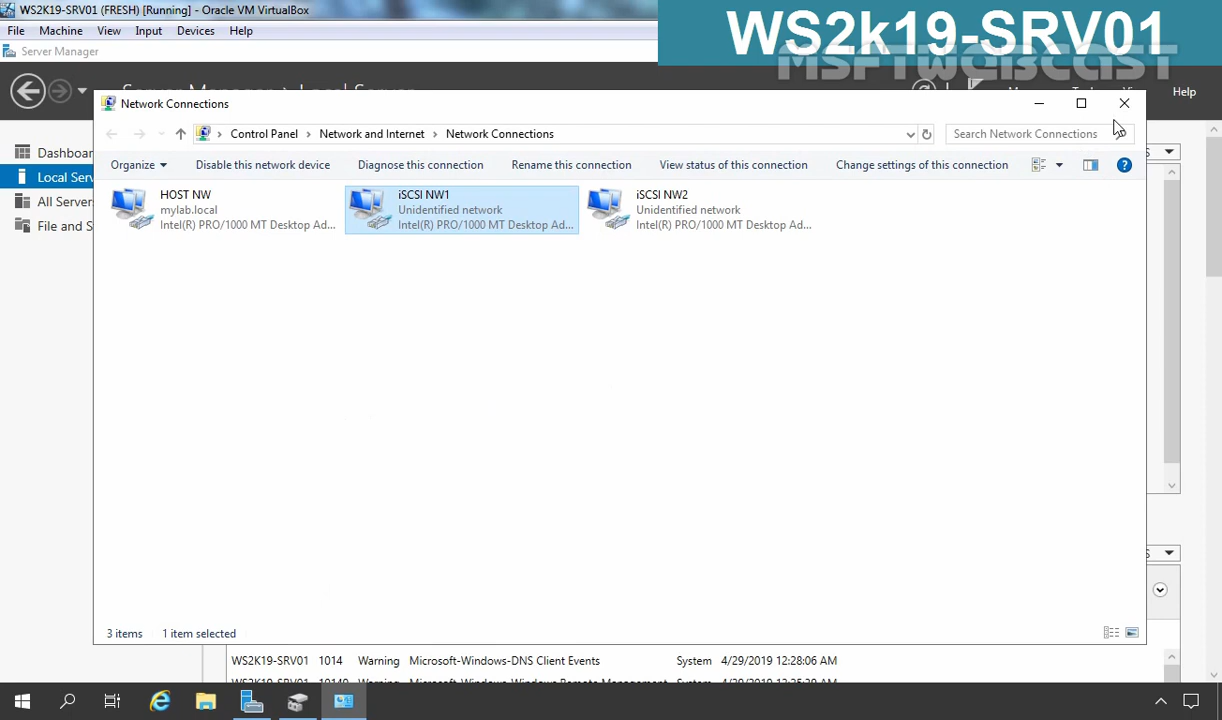 WS2K19-SRV01 (FRESH) [Running] - Oracle VM VirtualBox
WS2k19-SRV01
MSFTWEBCAST
File Machine View Input Devices Help
Server Manager
Help
Network Connections
Control Panel › Network and Internet › Network Connections
Search Network Connections
Organize
Disable this network device
Diagnose this connection
Rename this connection
View status of this connection
Change settings of this connection
Dashboar
Local Serv
All Servers
File and S
HOST NW
mylab.local
Intel(R) PRO/1000 MT Desktop Ad...
iSCSI NW1
Unidentified network
Intel(R) PRO/1000 MT Desktop Ad...
iSCSI NW2
Unidentified network
Intel(R) PRO/1000 MT Desktop Ad...
3 items 1 item selected
WS2K19-SRV01 1014 Warning Microsoft-Windows-DNS Client Events System 4/29/2019 12:28:06 AM